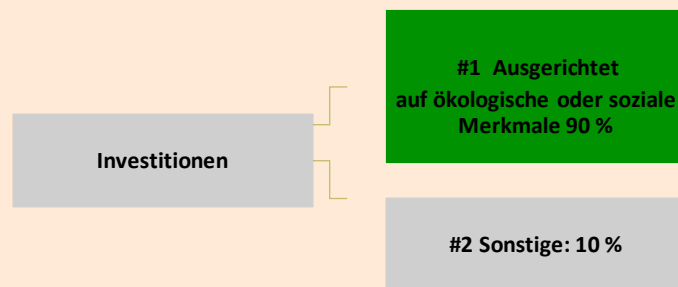 #1 Ausgerichtet
auf ökologische oder soziale
Merkmale 90 %
Investitionen
#2 Sonstige: 10 %